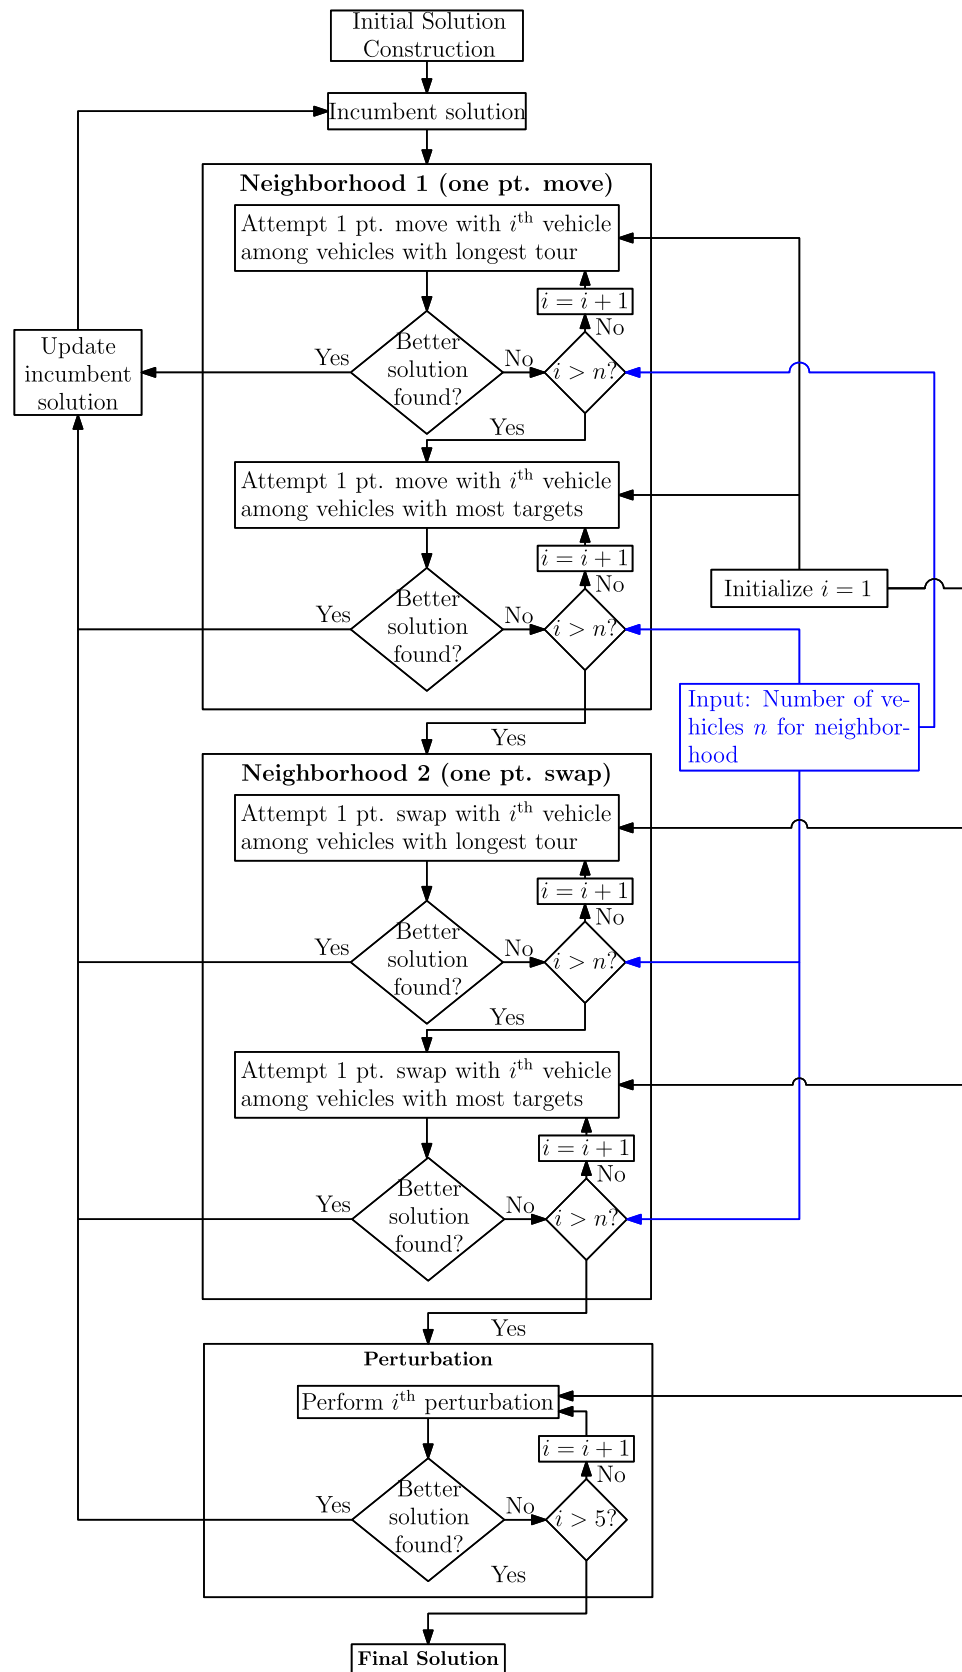 Initial Solution
Construction
Incumbent solution
Neighborhood 1 (one pt. move)
Attempt 1 pt. move with i^th vehicle
among vehicles with longest tour
i = i + 1
No
Better
solution
found?
Yes
No
i > n?
Update
incumbent
solution
Yes
Attempt 1 pt. move with i^th vehicle
among vehicles with most targets
i = i + 1
No
Initialize i = 1
Better
solution
found?
Yes
No
i > n?
Input: Number of ve-
hicles n for neighbor-
hood
Yes
Neighborhood 2 (one pt. swap)
Attempt 1 pt. swap with i^th vehicle
among vehicles with longest tour
i = i + 1
No
Better
solution
found?
Yes
No
i > n?
Yes
Attempt 1 pt. swap with i^th vehicle
among vehicles with most targets
i = i + 1
No
Better
solution
found?
Yes
No
i > n?
Yes
Perturbation
Perform i^th perturbation
i = i + 1
No
Better
solution
found?
Yes
No
i > 5?
Yes
Final Solution